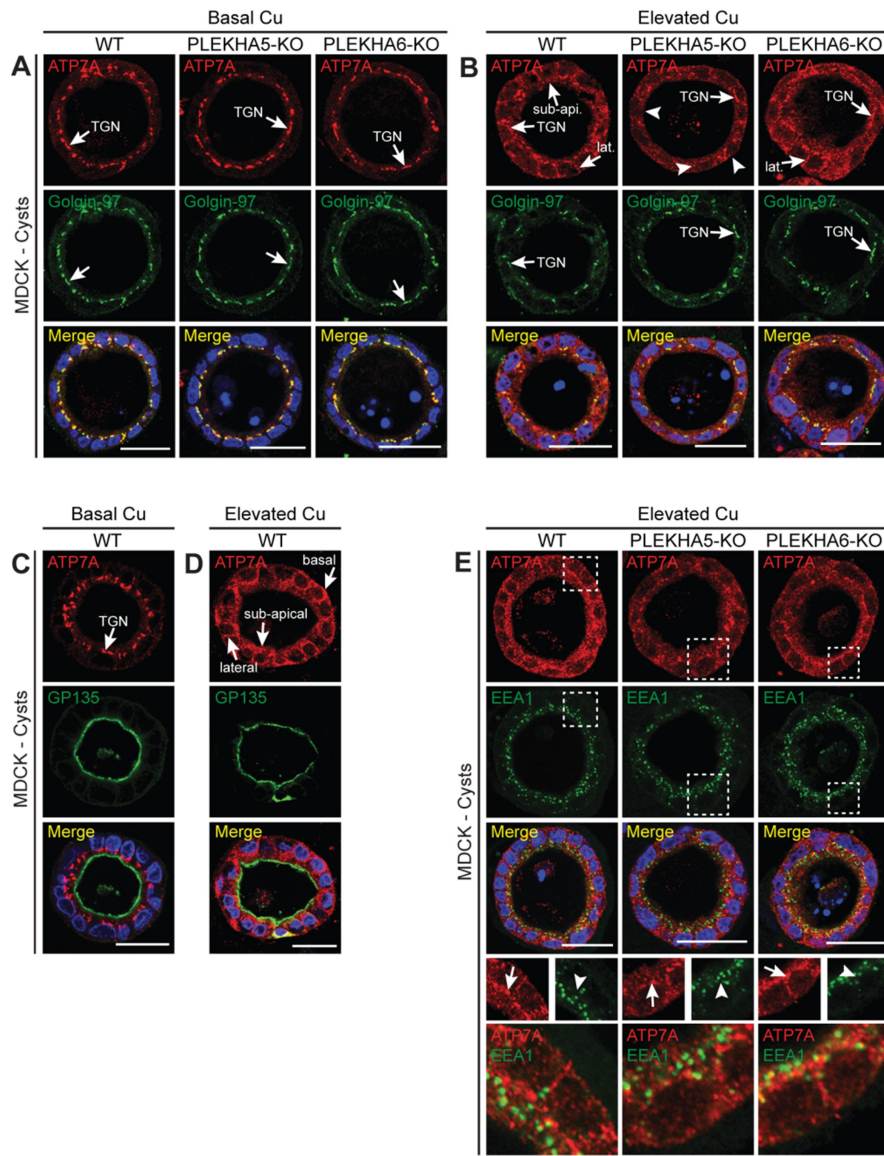 Basal Cu
WT PLEKHA5-KO PLEKHA6-KO
A
ATP7A ATP7A ATP7A
TGN TGN TGN
Golgin-97 Golgin-97 Golgin-97
Merge Merge Merge
MDCK - Cysts
Elevated Cu
WT PLEKHA5-KO PLEKHA6-KO
B
ATP7A ATP7A ATP7A
sub-api. TGN TGN
TGN
lat. lat.
Golgin-97 Golgin-97 Golgin-97
TGN TGN TGN
Merge Merge Merge
Basal Cu
WT
C
ATP7A
TGN
GP135
Merge
MDCK - Cysts
Elevated Cu
WT
D
ATP7A basal
sub-apical
lateral
GP135
Merge
Elevated Cu
WT PLEKHA5-KO PLEKHA6-KO
E
ATP7A ATP7A ATP7A
EEA1 EEA1 EEA1
Merge Merge Merge
MDCK - Cysts
ATP7A ATP7A ATP7A
EEA1 EEA1 EEA1